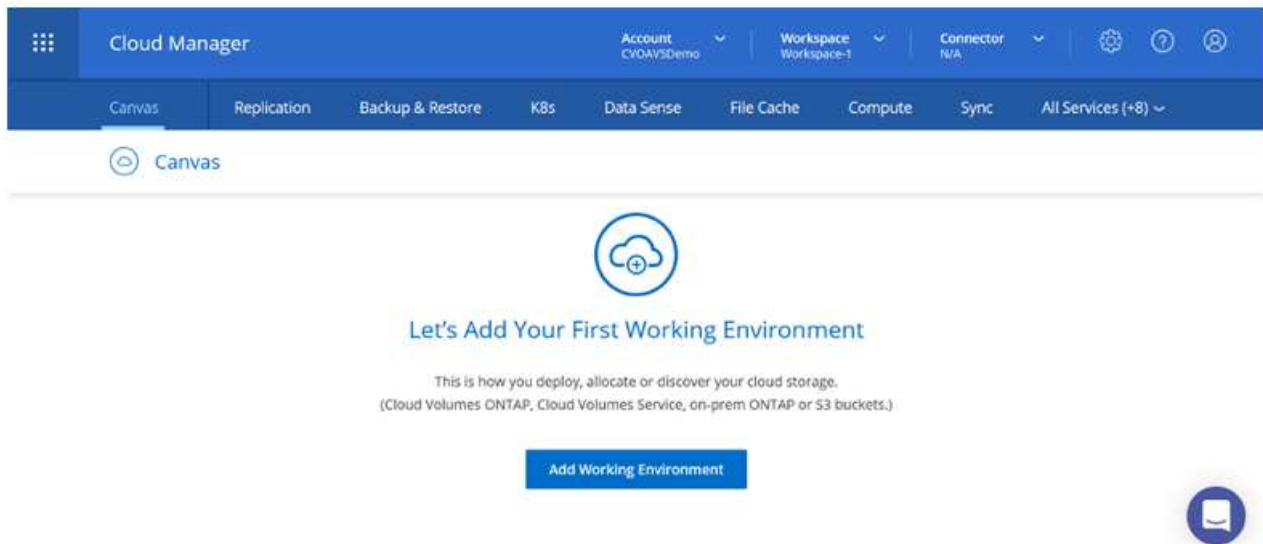 Cloud Manager
Account
CVOAVSDemo
Workspace
Workspace-1
Connector
N/A
Canvas
Replication
Backup & Restore
K8s
Data Sense
File Cache
Compute
Sync
All Services (+8)
Canvas
Let's Add Your First Working Environment
This is how you deploy, allocate or discover your cloud storage.
(Cloud Volumes ONTAP, Cloud Volumes Service, on-prem ONTAP or S3 buckets.)
Add Working Environment